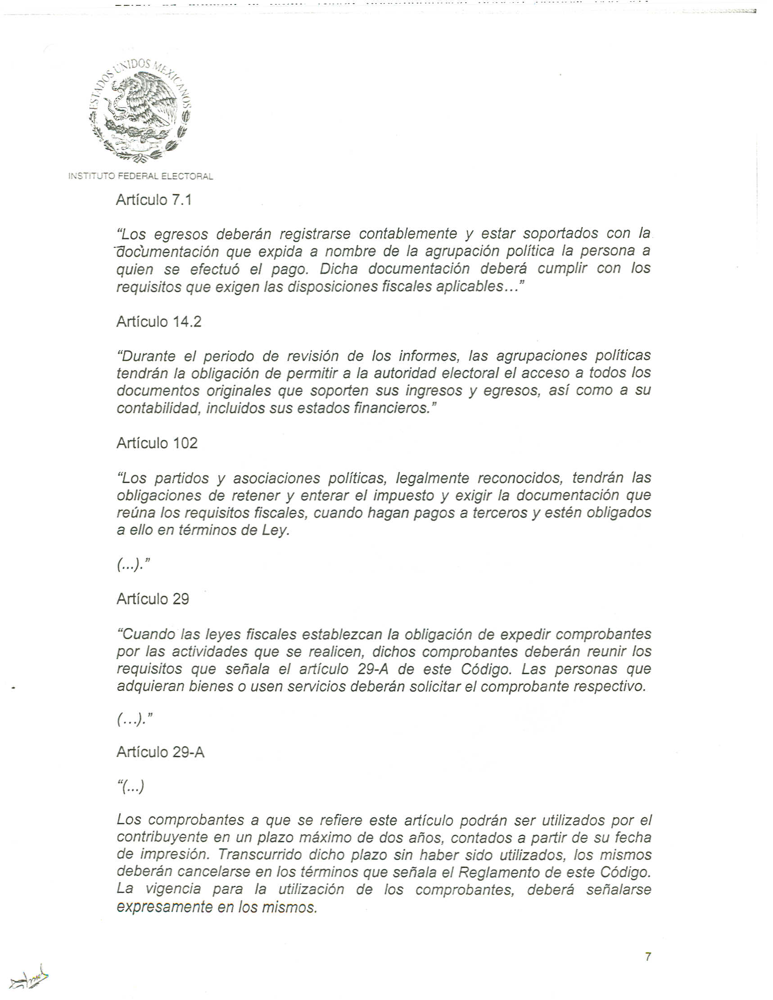 ESTADOS UNIDOS MEXICANOS
INSTITUTO FEDERAL ELECTORAL
Artículo 7.1
“Los egresos deberán registrarse contablemente y estar soportados con la
documentación que expida a nombre de la agrupación política la persona a
quien se efectuó el pago. Dicha documentación deberá cumplir con los
requisitos que exigen las disposiciones fiscales aplicables...”
Artículo 14.2
“Durante el periodo de revisión de los informes, las agrupaciones políticas
tendrán la obligación de permitir a la autoridad electoral el acceso a todos los
documentos originales que soporten sus ingresos y egresos, así como a su
contabilidad, incluidos sus estados financieros.”
Artículo 102
“Los partidos y asociaciones políticas, legalmente reconocidos, tendrán las
obligaciones de retener y enterar el impuesto y exigir la documentación que
reúna los requisitos fiscales, cuando hagan pagos a terceros y estén obligados
a ello en términos de Ley.
(...).”
Artículo 29
“Cuando las leyes fiscales establezcan la obligación de expedir comprobantes
por las actividades que se realicen, dichos comprobantes deberán reunir los
requisitos que señala el artículo 29-A de este Código. Las personas que
adquieran bienes o usen servicios deberán solicitar el comprobante respectivo.
(...).”
Artículo 29-A
“(...)
Los comprobantes a que se refiere este artículo podrán ser utilizados por el
contribuyente en un plazo máximo de dos años, contados a partir de su fecha
de impresión. Transcurrido dicho plazo sin haber sido utilizados, los mismos
deberán cancelarse en los términos que señala el Reglamento de este Código.
La vigencia para la utilización de los comprobantes, deberá señalarse
expresamente en los mismos.
7